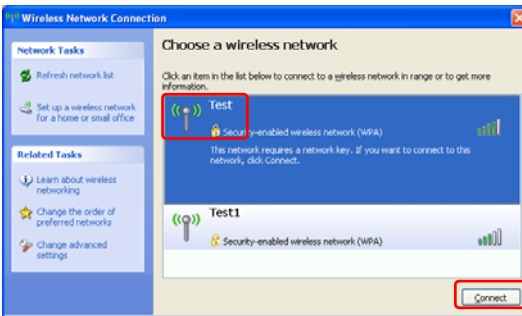 Wireless Network Connection
Network Tasks
Refresh network list
Set up a wireless network
for a home or small office
Related Tasks
Learn about wireless
networking
Change the order of
preferred networks
Change advanced
settings
Choose a wireless network
Click an item in the list below to connect to a wireless network in range or to get more
information.
Test
Security-enabled wireless network (WPA)
This network requires a network key. If you want to connect to this
network, click Connect.
Test1
Security-enabled wireless network (WPA)
Connect